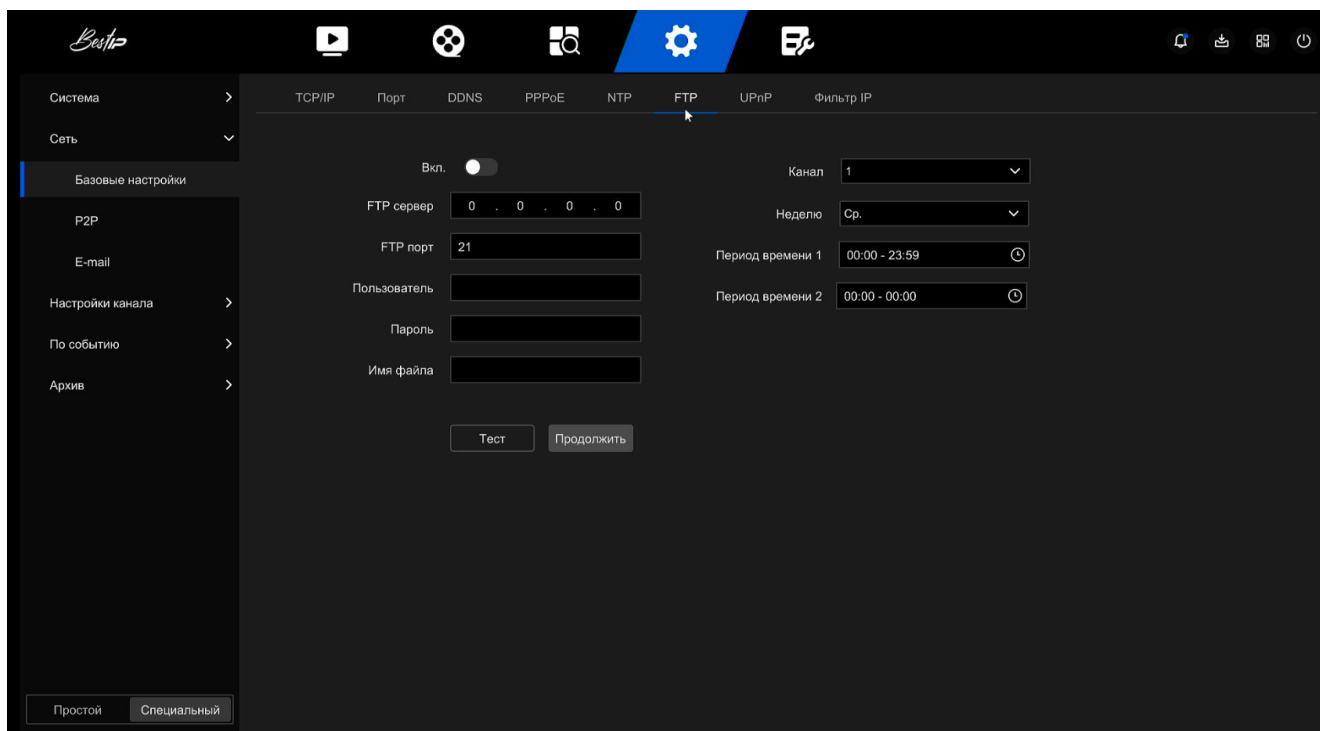 BestIP
TCP/IP Порт DDNS PPPoE NTP FTP UPnP Фильтр IP
Система
Сеть
Базовые настройки
P2P
E-mail
Настройки канала
По событию
Архив
Вкл.
FTP сервер 0 . 0 . 0 . 0
FTP порт 21
Пользователь
Пароль
Имя файла
Тест Продолжить
Канал 1
Неделю Ср.
Период времени 1 00:00 - 23:59
Период времени 2 00:00 - 00:00
Простой Специальный